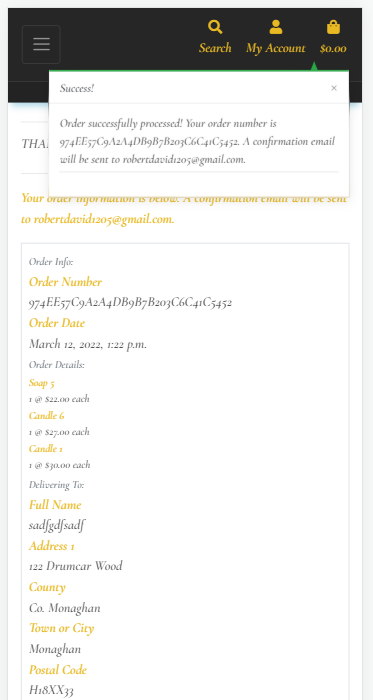 Search My Account $0.00
Success! ×
Order successfully processed! Your order number is
974EE57C9A2A4DB9B7B203C6C41C5452. A confirmation email
will be sent to robertdavid1205@gmail.com.
Your order information is below. A confirmation email will be sent
to robertdavid1205@gmail.com.
Order Info:
Order Number
974EE57C9A2A4DB9B7B203C6C41C5452
Order Date
March 12, 2022, 1:22 p.m.
Order Details:
Soap 5
1 @ $22.00 each
Candle 6
1 @ $27.00 each
Candle 1
1 @ $30.00 each
Delivering To:
Full Name
sadfgdfsadf
Address 1
122 Drumcar Wood
County
Co. Monaghan
Town or City
Monaghan
Postal Code
H18XX33